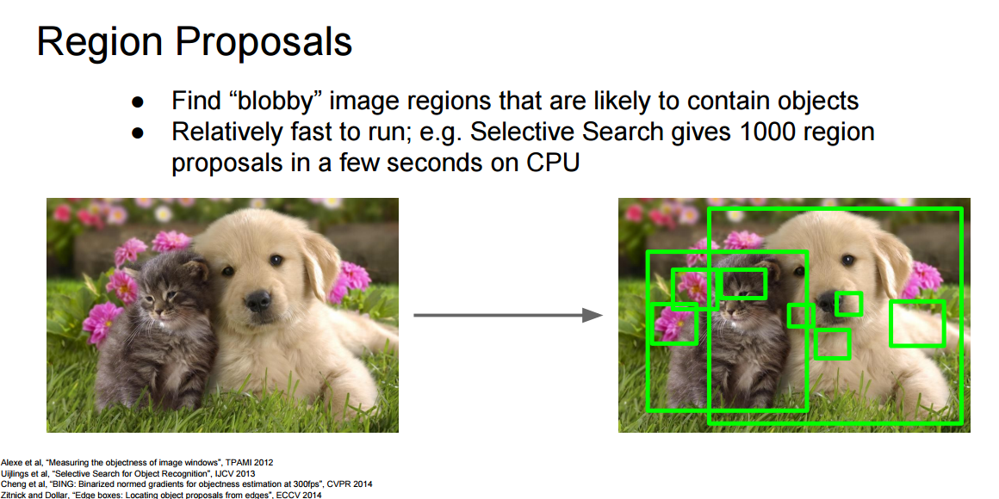 Region Proposals
● Find “blobby” image regions that are likely to contain objects
● Relatively fast to run; e.g. Selective Search gives 1000 region
proposals in a few seconds on CPU
Alexe et al, “Measuring the objectness of image windows”, TPAMI 2012
Uijlings et al, “Selective Search for Object Recognition”, IJCV 2013
Cheng et al, “BING: Binarized normed gradients for objectness estimation at 300fps”, CVPR 2014
Zitnick and Dollar, “Edge boxes: Locating object proposals from edges”, ECCV 2014